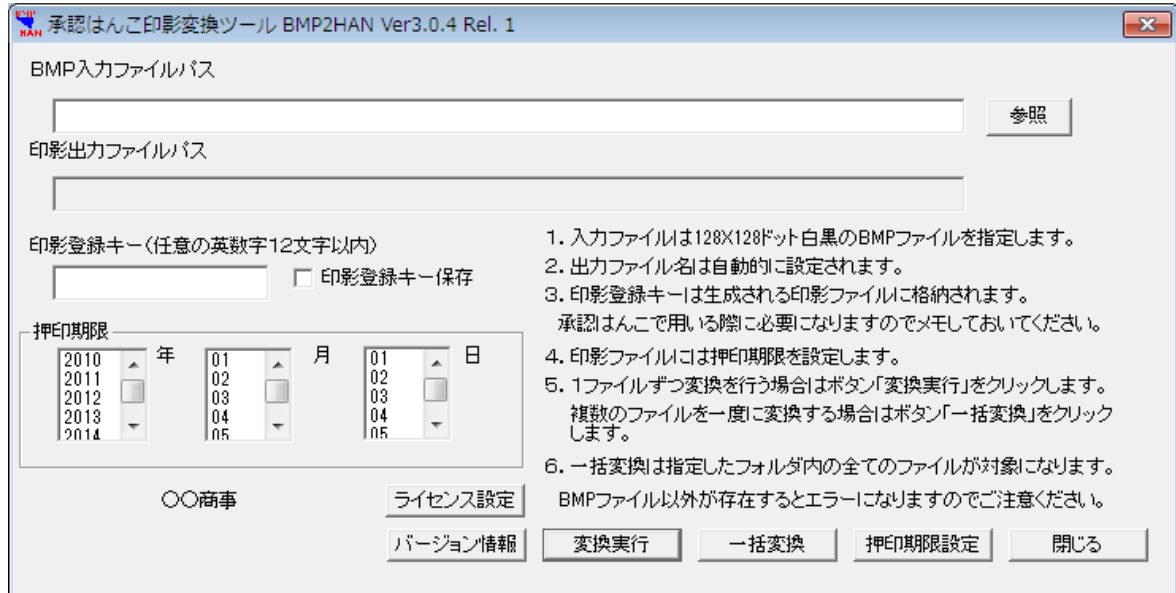 BMP HAN 承認はんこ印影変換ツール BMP2HAN Ver3.0.4 Rel. 1
BMP入力ファイルパス
参照
印影出力ファイルパス
印影登録キー(任意の英数字12文字以内)
印影登録キー保存
押印期限
2010
2011
2012
2013
2014
年
01
02
03
04
05
月
01
02
03
04
05
日
〇〇商事
ライセンス設定
バージョン情報
1. 入力ファイルは128X128ドット白黒のBMPファイルを指定します。
2. 出力ファイル名は自動的に設定されます。
3. 印影登録キーは生成される印影ファイルに格納されます。
承認はんこで用いる際に必要になりますのでメモしておいてください。
4. 印影ファイルには押印期限を設定します。
5. 1ファイルずつ変換を行う場合はボタン「変換実行」をクリックします。
複数のファイルを一度に変換する場合はボタン「一括変換」をクリック
します。
6. 一括変換は指定したフォルダ内の全てのファイルが対象になります。
BMPファイル以外が存在するとエラーになりますのでご注意ください。
変換実行
一括変換
押印期限設定
閉じる